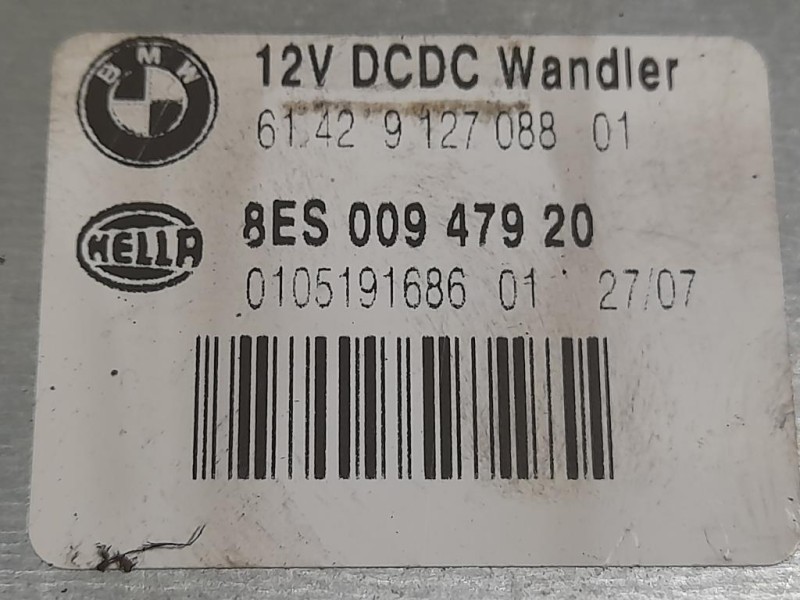 BMW
12V DCDC Wandler
61.42 9 127 088 01
HELLA
8ES 009 479 20
0105191686 01 27/07